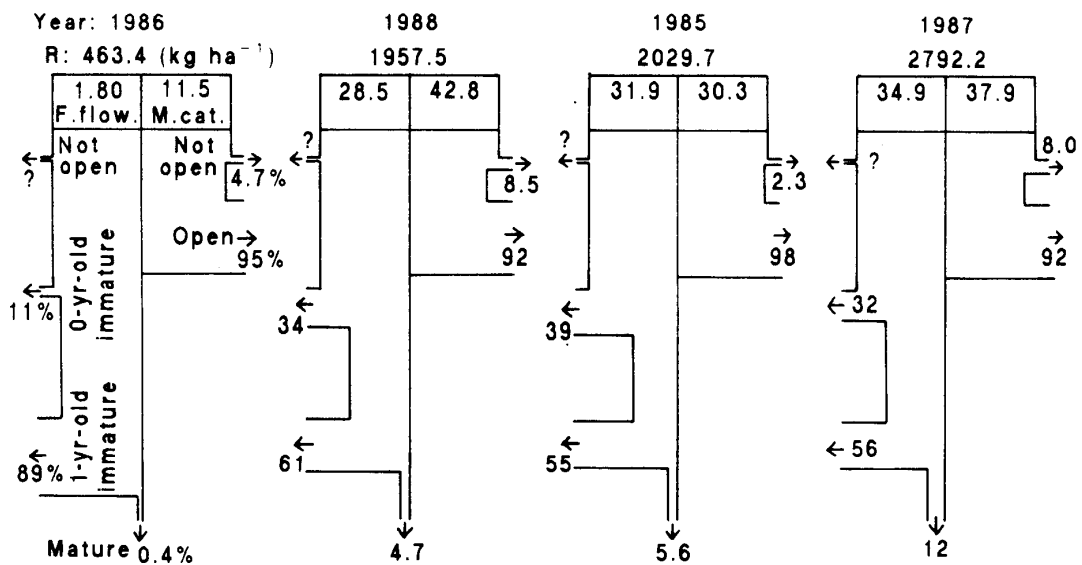 Year: 1986 1988 1985 1987
R: 463.4 (kg ha⁻¹) 1957.5 2029.7 2792.2
1.80 11.5 28.5 42.8 31.9 30.3 34.9 37.9
F.flow. M.cat.
Not open Not open
? ? ? ?
4.7% 8.5 2.3 8.0
Open
95% 92 98 92
0-yr-old immature
11% 34 39 32
1-yr-old immature
89% 61 55 56
Mature 0.4% 4.7 5.6 12